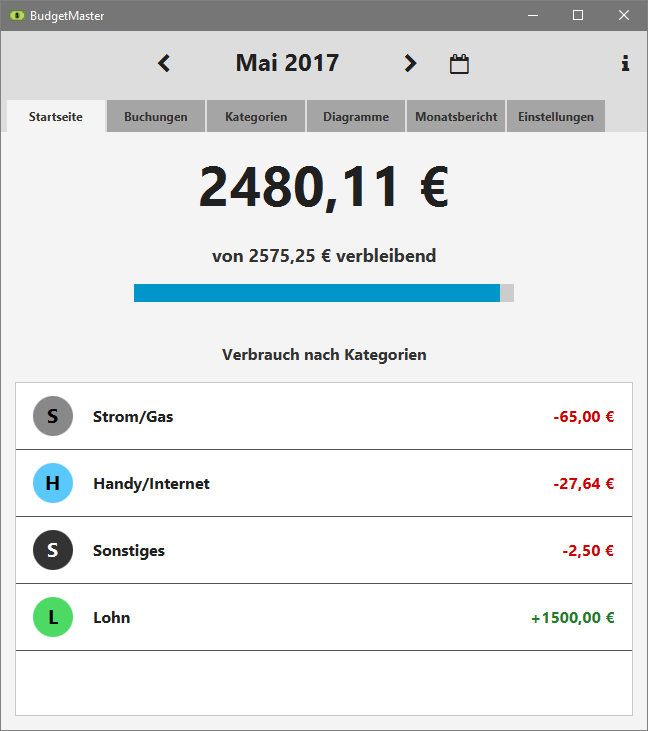 BudgetMaster
Mai 2017
Startseite Buchungen Kategorien Diagramme Monatsbericht Einstellungen
2480,11 €
von 2575,25 € verbleibend
Verbrauch nach Kategorien
S Strom/Gas -65,00 €
H Handy/Internet -27,64 €
S Sonstiges -2,50 €
L Lohn +1500,00 €